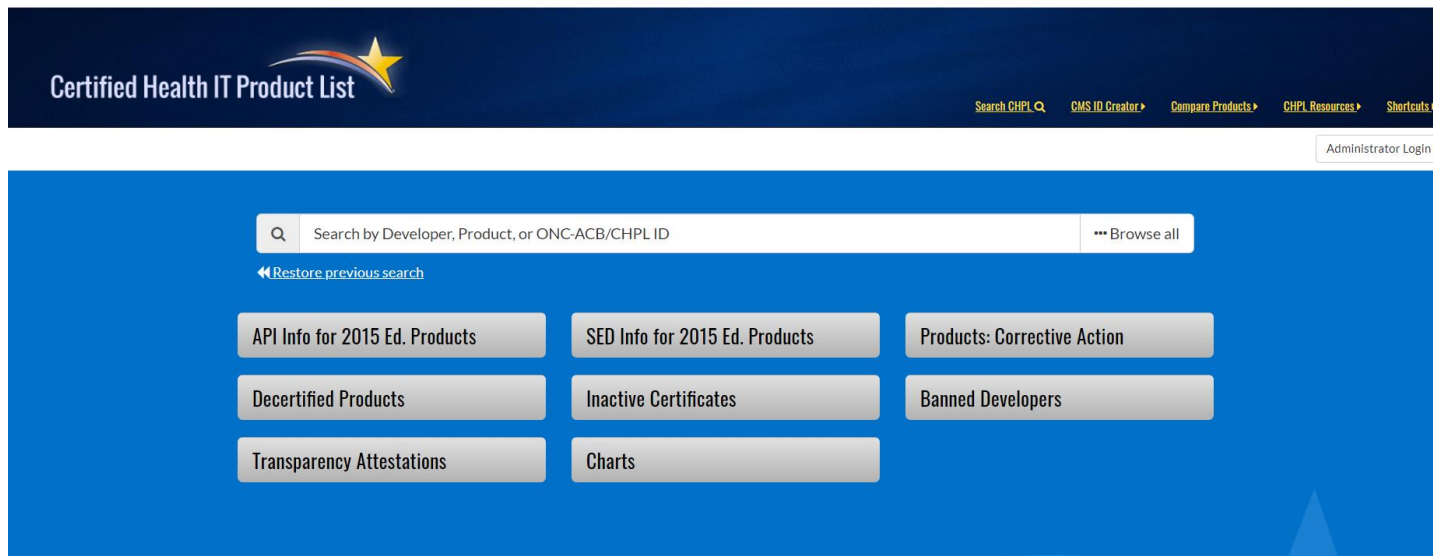 Certified Health IT Product List
Search CHPL CMS ID Creator Compare Products CHPL Resources Shortcuts
Administrator Login
Search by Developer, Product, or ONC-ACB/CHPL ID ••• Browse all
Restore previous search
API Info for 2015 Ed. Products SED Info for 2015 Ed. Products Products: Corrective Action
Decertified Products Inactive Certificates Banned Developers
Transparency Attestations Charts